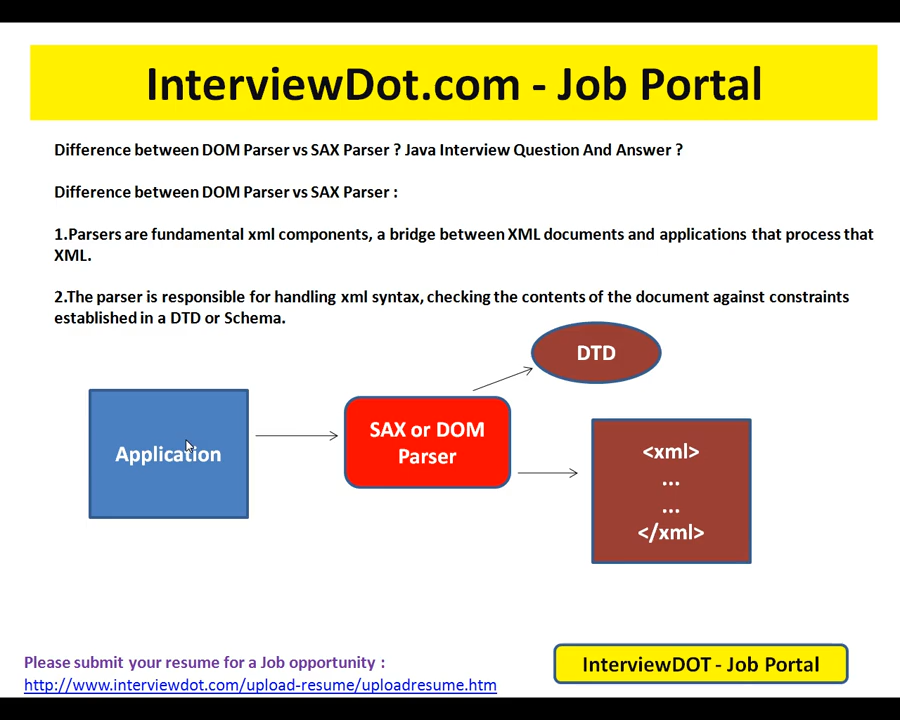 InterviewDot.com - Job Portal
Difference between DOM Parser vs SAX Parser ? Java Interview Question And Answer ?
Difference between DOM Parser vs SAX Parser :
1.Parsers are fundamental xml components, a bridge between XML documents and applications that process that
XML.
2.The parser is responsible for handling xml syntax, checking the contents of the document against constraints
established in a DTD or Schema.
DTD
Application
SAX or DOM
Parser
<xml>
...
...
</xml>
Please submit your resume for a Job opportunity :
http://www.interviewdot.com/upload-resume/uploadresume.htm
InterviewDOT - Job Portal